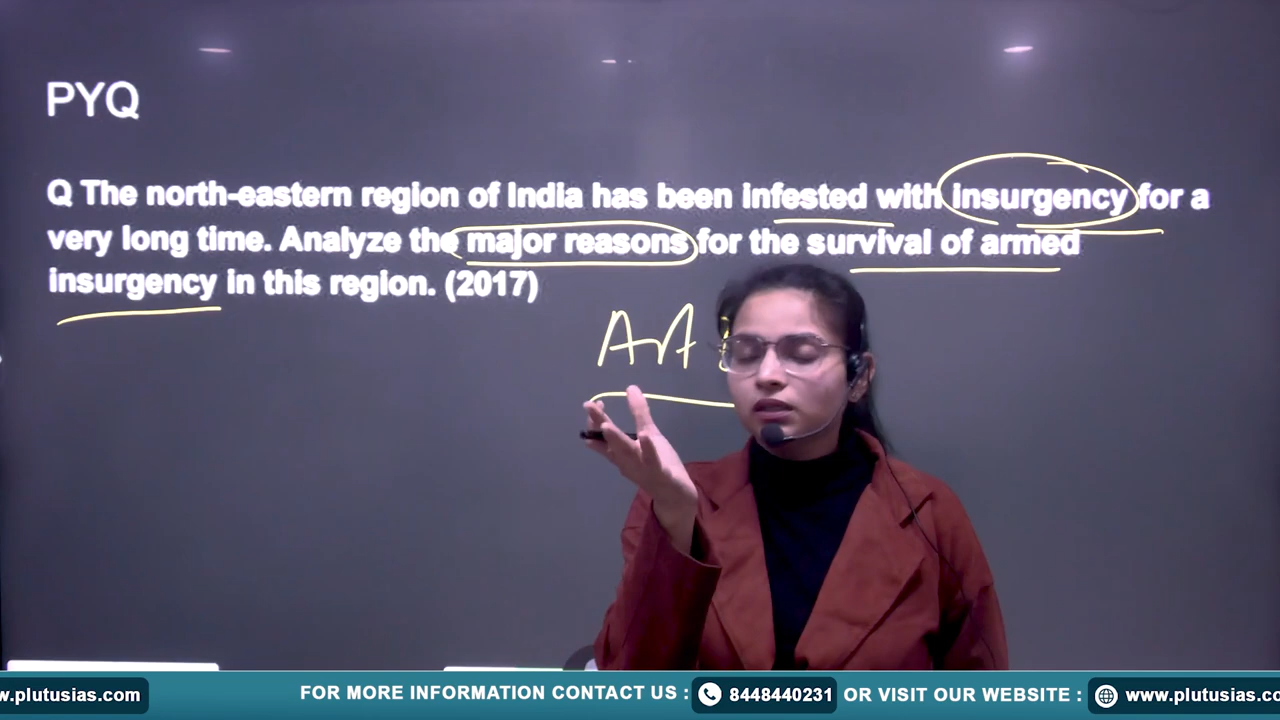 PYQ
Q The north-eastern region of India has been infested with insurgency for a
very long time. Analyze the major reasons for the survival of armed
insurgency in this region. (2017)
w.plutusias.com
FOR MORE INFORMATION CONTACT US : 8448440231 OR VISIT OUR WEBSITE : www.plutusias.co